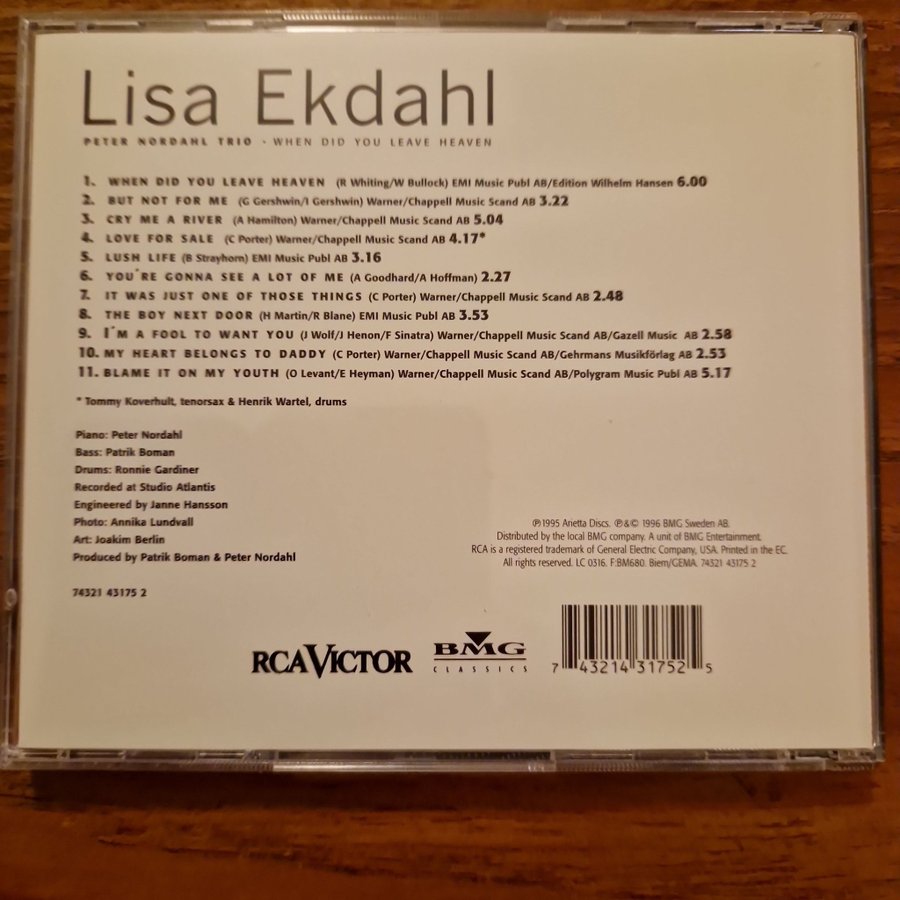 Lisa Ekdahl
PETER NORDAHL TRIO · WHEN DID YOU LEAVE HEAVEN
1. WHEN DID YOU LEAVE HEAVEN (R Whiting/W Bullock) EMI Music Publ AB/Edition Wilhelm Hansen 6.00
2. BUT NOT FOR ME (G Gershwin/I Gershwin) Warner/Chappell Music Scand AB 3.22
3. CRY ME A RIVER (A Hamilton) Warner/Chappell Music Scand AB 5.04
4. LOVE FOR SALE (C Porter) Warner/Chappell Music Scand AB 4.17*
5. LUSH LIFE (B Strayhorn) EMI Music Publ AB 3.16
6. YOU´RE GONNA SEE A LOT OF ME (A Goodhard/A Hoffman) 2.27
7. IT WAS JUST ONE OF THOSE THINGS (C Porter) Warner/Chappell Music Scand AB 2.48
8. THE BOY NEXT DOOR (H Martin/R Blane) EMI Music Publ AB 3.53
9. I´M A FOOL TO WANT YOU (J Wolf/J Henon/F Sinatra) Warner/Chappell Music Scand AB/Gazell Music AB 2.58
10. MY HEART BELONGS TO DADDY (C Porter) Warner/Chappell Music Scand AB/Gehrmans Musikförlag AB 2.53
11. BLAME IT ON MY YOUTH (O Levant/E Heyman) Warner/Chappell Music Scand AB/Polygram Music Publ AB 5.17
* Tommy Koverhult, tenorsax & Henrik Wartel, drums
Piano: Peter Nordahl
Bass: Patrik Boman
Drums: Ronnie Gardiner
Recorded at Studio Atlantis
Engineered by Janne Hansson
Photo: Annika Lundvall
Art: Joakim Berlin
Produced by Patrik Boman & Peter Nordahl
74321 43175 2
℗1995 Anetta Discs. ℗&© 1996 BMG Sweden AB.
Distributed by the local BMG company. A unit of BMG Entertainment.
RCA is a registered trademark of General Electric Company, USA. Printed in the EC.
All rights reserved. LC 0316. F:BM680. Biem/GEMA. 74321 43175 2
RCA VICTOR
BMG
CLASSICS
7 43214 31752 5